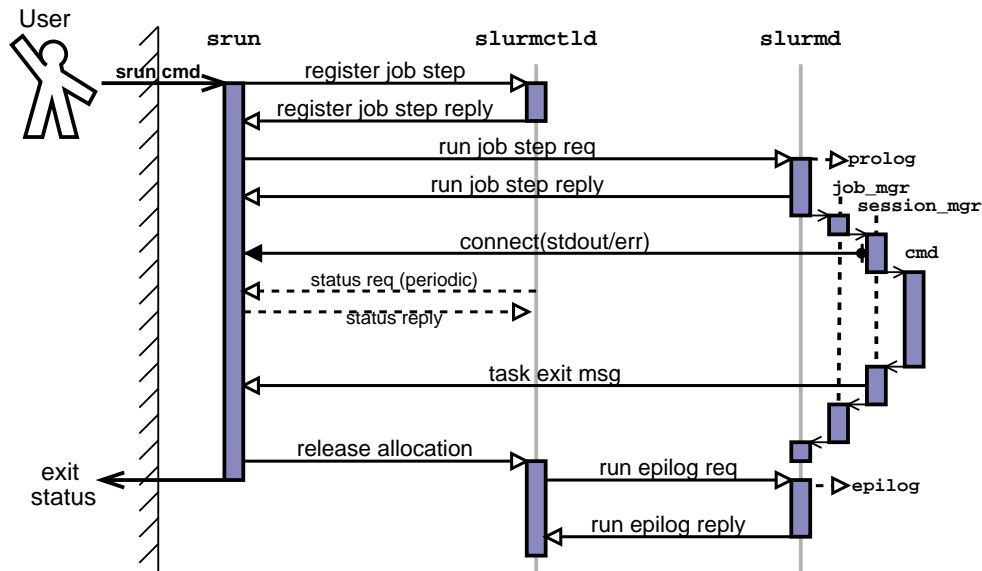 User
srun
slurmctld
slurmd
srun cmd
register job step
register job step reply
run job step req
prolog
run job step reply
job_mgr
session_mgr
connect(stdout/err)
cmd
status req (periodic)
status reply
task exit msg
release allocation
exit
status
run epilog req
epilog
run epilog reply